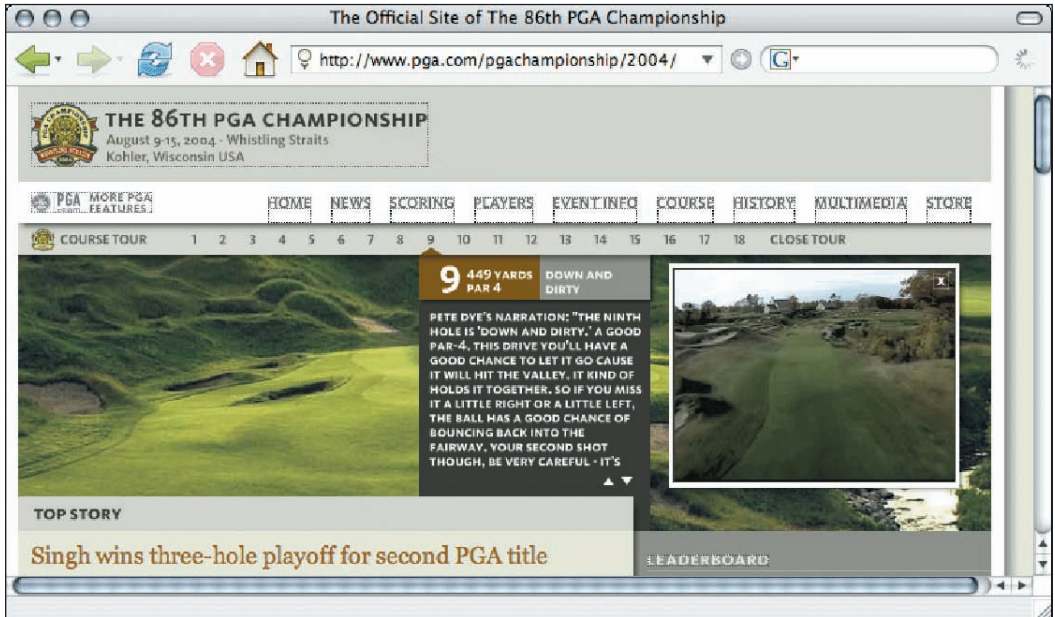 The Official Site of The 86th PGA Championship
http://www.pga.com/pgachampionship/2004/
G
THE 86TH PGA CHAMPIONSHIP
August 9-15, 2004 - Whistling Straits
Kohler, Wisconsin USA
PGA MORE PGA
FEATURES
HOME NEWS SCORING PLAYERS EVENT INFO COURSE HISTORY MULTIMEDIA STORE
COURSE TOUR 1 2 3 4 5 6 7 8 9 10 11 12 13 14 15 16 17 18 CLOSE TOUR
9 449 YARDS
PAR 4
DOWN AND
DIRTY
X
PETE DYE'S NARRATION: "THE NINTH
HOLE IS 'DOWN AND DIRTY.' A GOOD
PAR-4. THIS DRIVE YOU'LL HAVE A
GOOD CHANCE TO LET IT GO CAUSE
IT WILL HIT THE VALLEY. IT KIND OF
HOLDS IT TOGETHER. SO IF YOU MISS
IT A LITTLE RIGHT OR A LITTLE LEFT,
THE BALL HAS A GOOD CHANCE OF
BOUNCING BACK INTO THE
FAIRWAY. YOUR SECOND SHOT
THOUGH, BE VERY CAREFUL - IT'S
TOP STORY
Singh wins three-hole playoff for second PGA title
LEADERBOARD